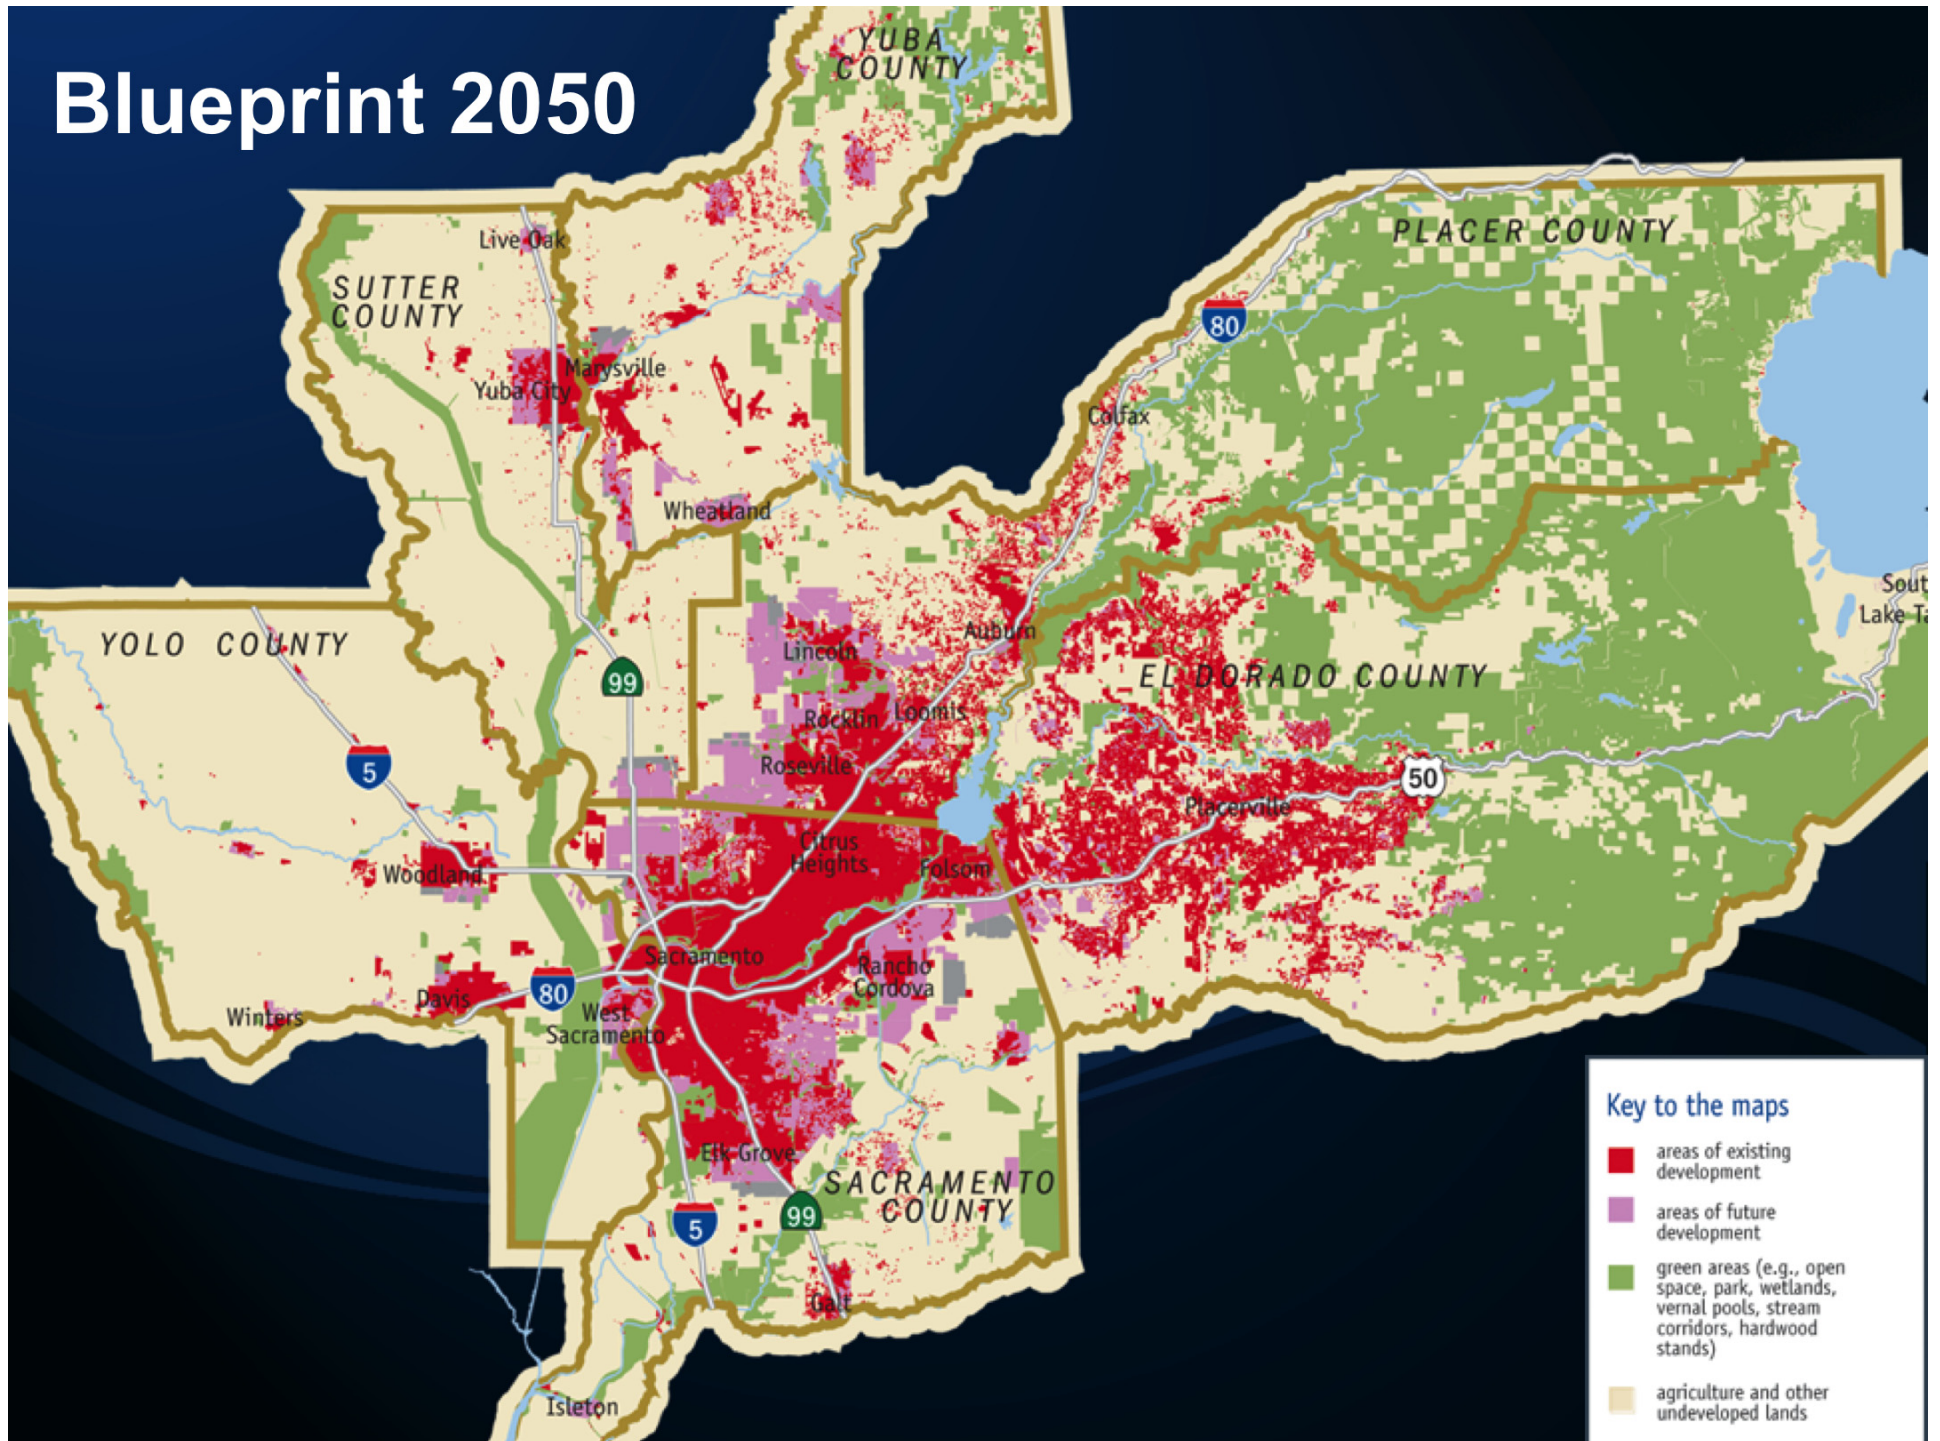 Blueprint 2050
YUBA
COUNTY
PLACER COUNTY
Live Oak
SUTTER
COUNTY
80
Marysville
Yuba City
Colfax
Wheatland
Sout
Lake Ta
YOLO COUNTY
Auburn
Lincoln
EL DORADO COUNTY
99
Rocklin
Loomis
5
Roseville
50
Placerville
Citrus
Heights
Folsom
Woodland
Sacramento
Rancho
Cordova
Davis
80
Winters
West
Sacramento
Elk Grove
SACRAMENTO
COUNTY
5
99
Galt
Isleton
Key to the maps
areas of existing
development
areas of future
development
green areas (e.g., open
space, park, wetlands,
vernal pools, stream
corridors, hardwood
stands)
agriculture and other
undeveloped lands